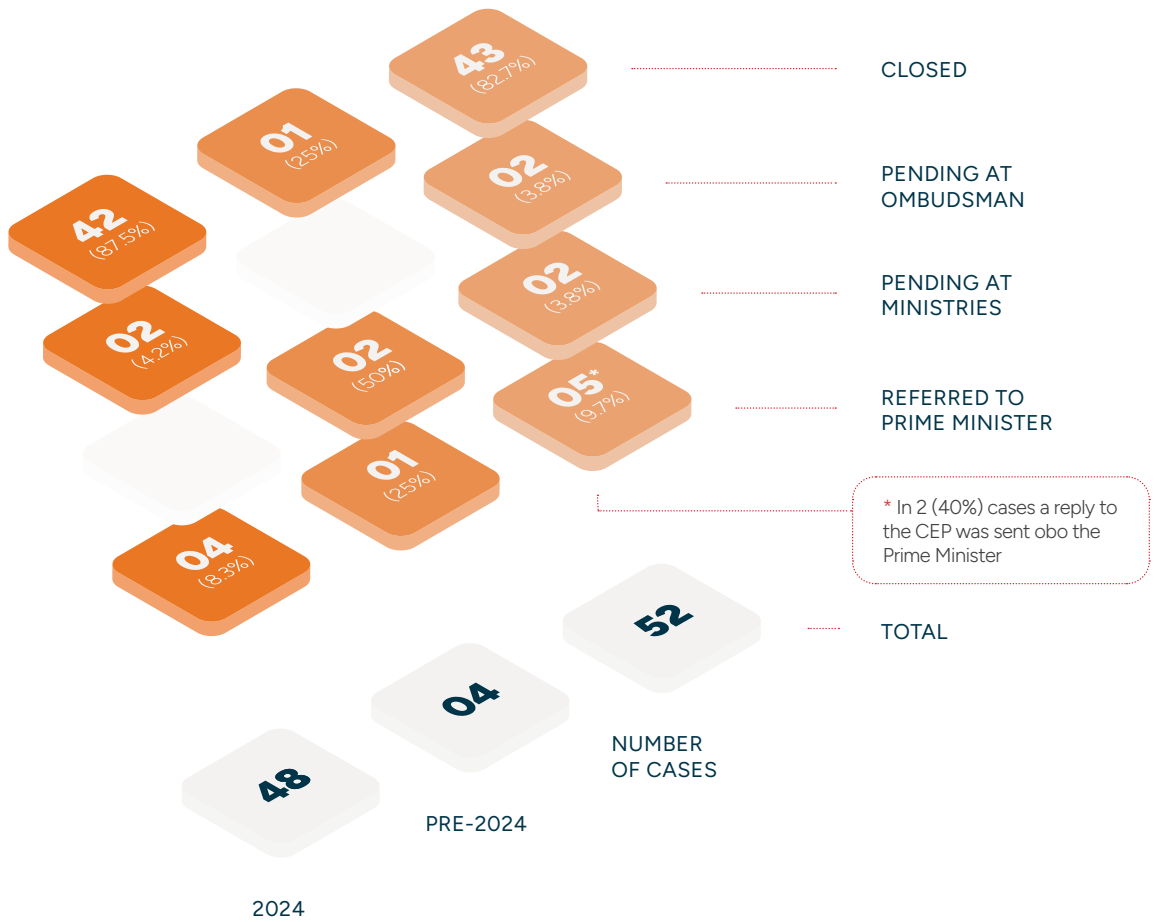 43
(82.7%)
CLOSED
01
(25%)
02
(3.8%)
PENDING AT
OMBUDSMAN
42
(87.5%)
02
(3.8%)
PENDING AT
MINISTRIES
02
(4.2%)
02
(50%)
05*
(9.7%)
REFERRED TO
PRIME MINISTER
01
(25%)
* In 2 (40%) cases a reply to
the CEP was sent obo the
Prime Minister
04
(8.3%)
52
TOTAL
04
NUMBER
OF CASES
48
PRE-2024
2024